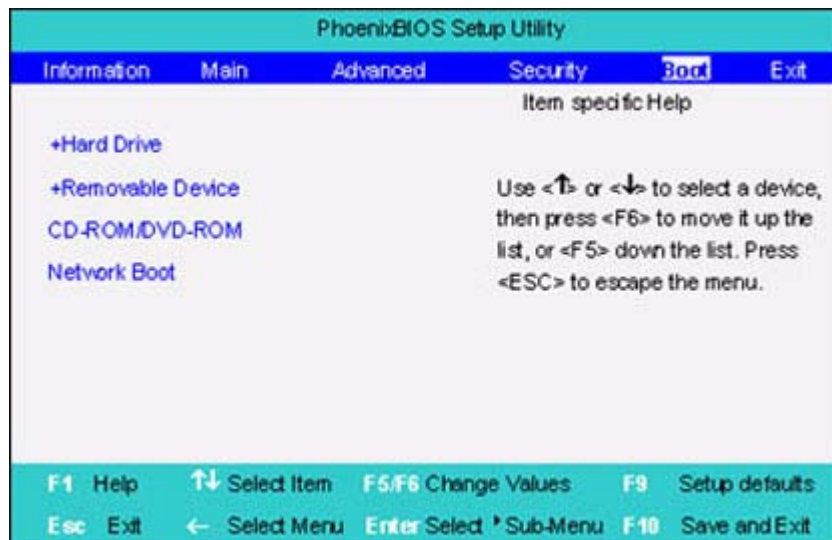 PhoenixBIOS Setup Utility
Information Main Advanced Security Boot Exit
Item specific Help
+Hard Drive
+Removable Device
CD-ROM/DVD-ROM
Network Boot
Use <↑> or <↓> to select a device,
then press <F6> to move it up the
list, or <F5> down the list. Press
<ESC> to escape the menu.
F1 Help ↑↓ Select Item F5/F6 Change Values F9 Setup defaults
Esc Exit ← Select Menu Enter Select ▸ Sub-Menu F10 Save and Exit